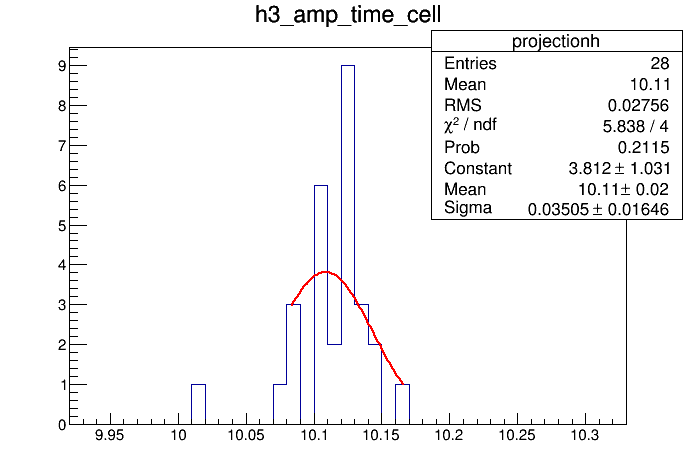 h3_amp_time_cell
projectionh
Entries 28
Mean 10.11
RMS 0.02756
χ² / ndf 5.838 / 4
Prob 0.2115
Constant 3.812 ± 1.031
Mean 10.11 ± 0.02
Sigma 0.03505 ± 0.01646
9
8
7
6
5
4
3
2
1
0
9.95 10 10.05 10.1 10.15 10.2 10.25 10.3